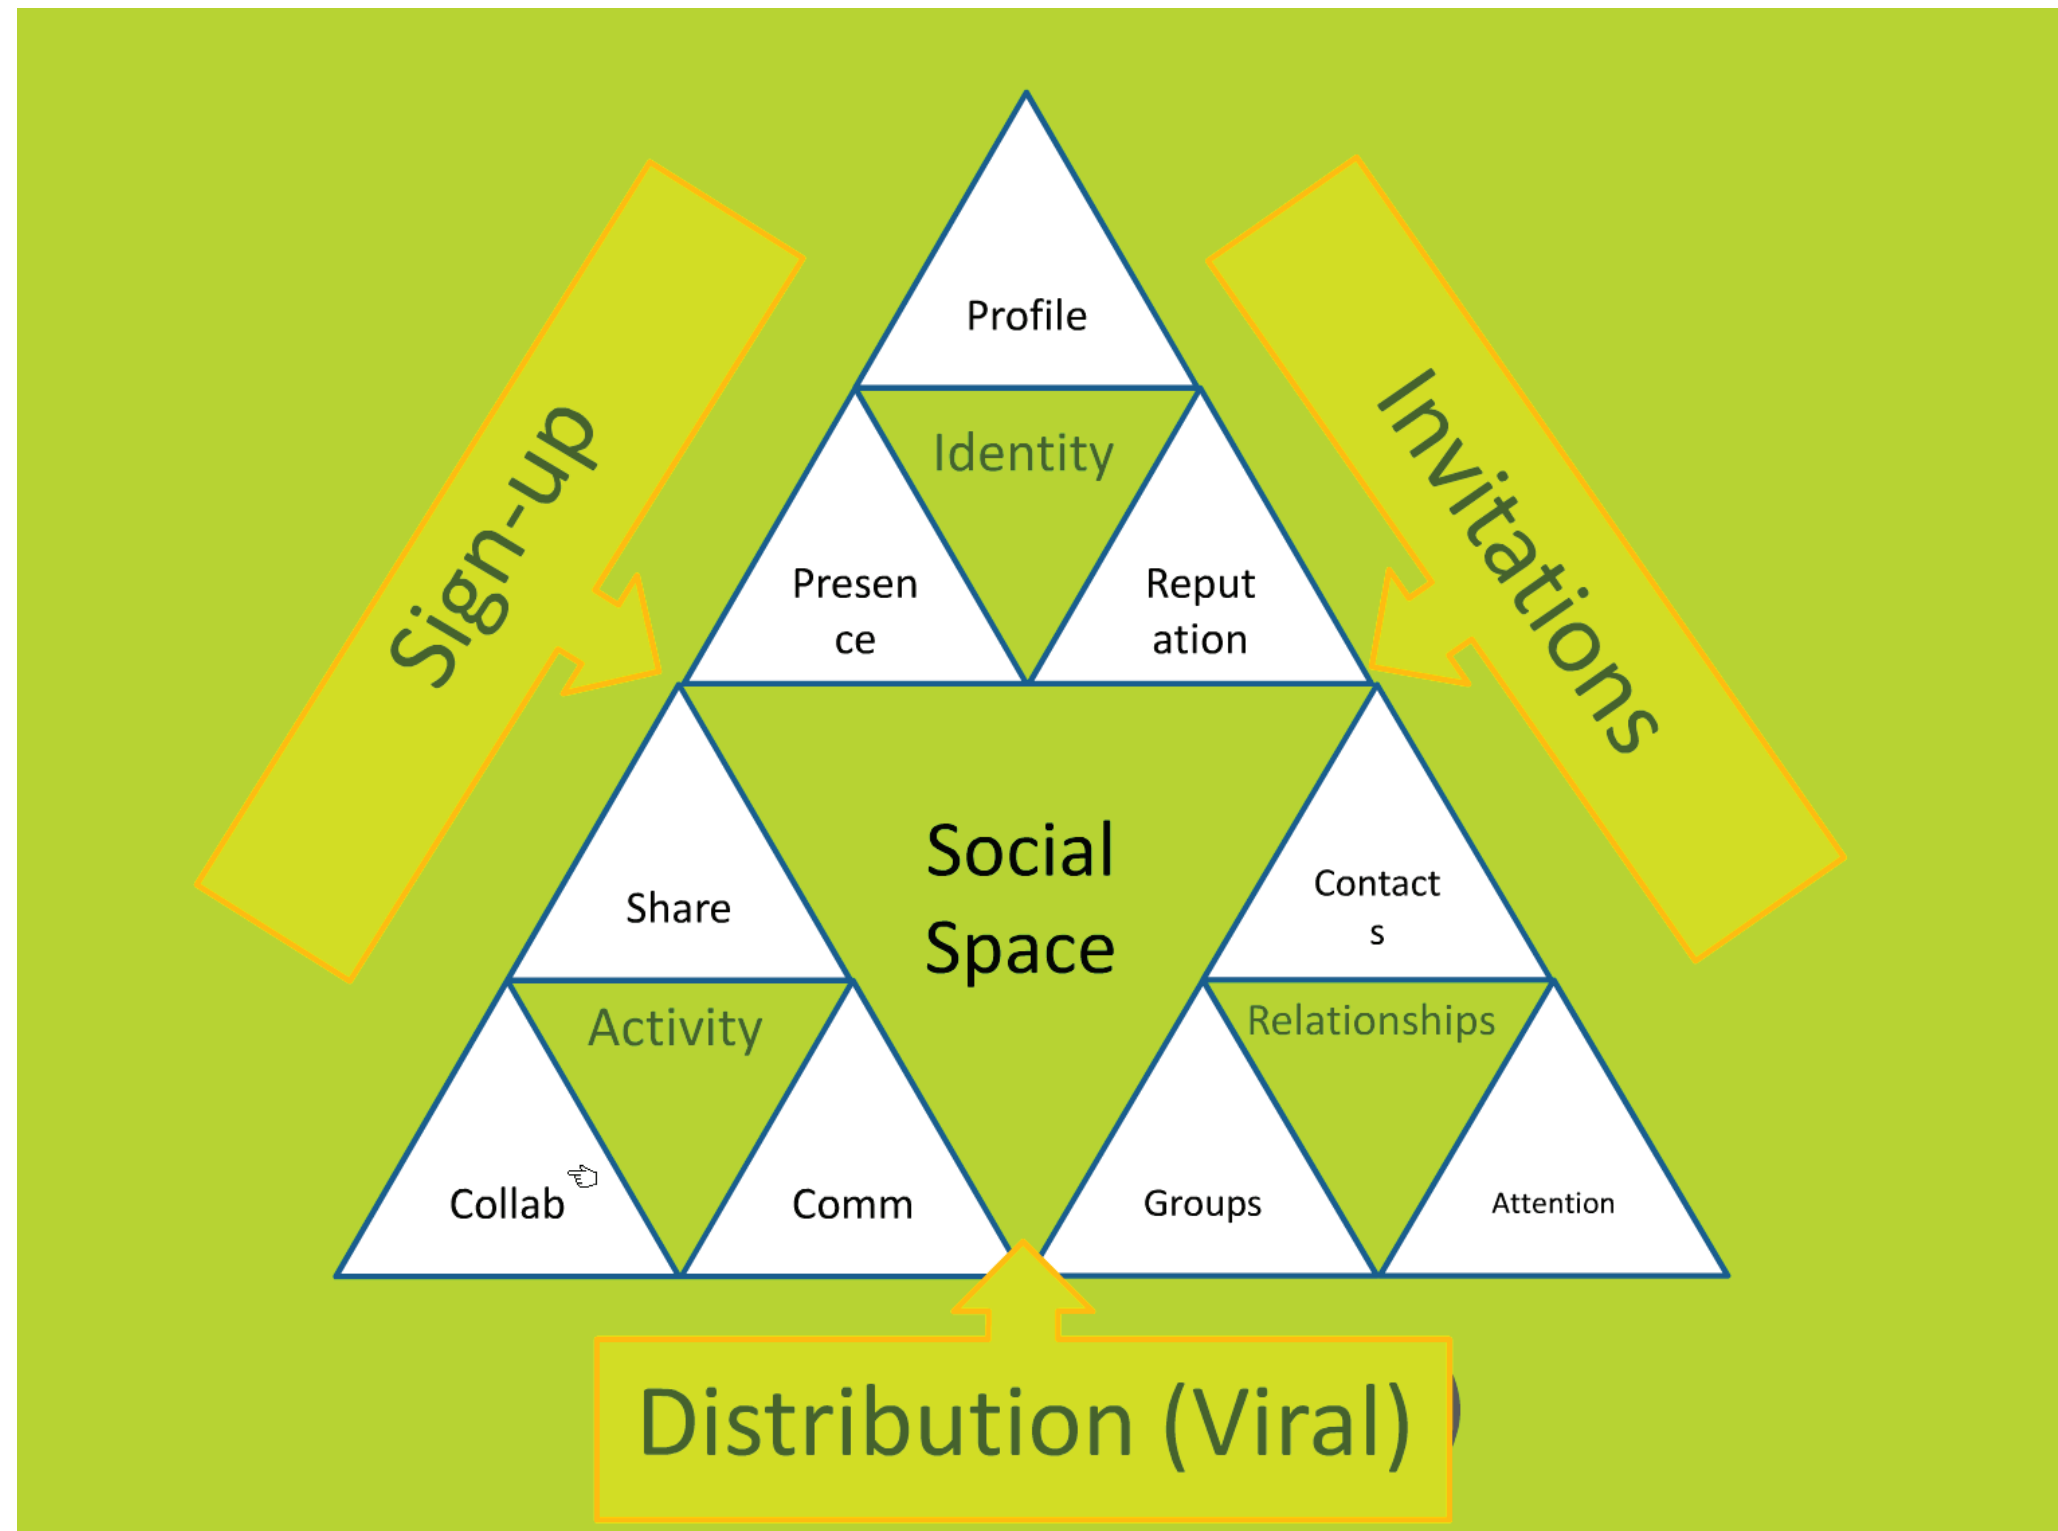 Profile
Sign-up
Invitations
Identity
Presen
ce
Reput
ation
Social
Space
Share
Contact
s
Activity
Relationships
Collab
Comm
Groups
Attention
Distribution (Viral)
)